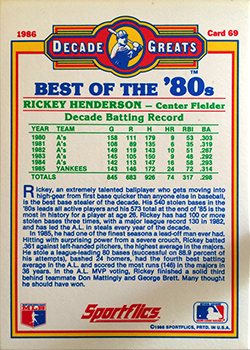 1986
Card 69
DECADE GREATS
TM
BEST OF THE '80s
RICKEY HENDERSON – Center Fielder
Decade Batting Record
YEAR TEAM G R H HR RBI BA
1980 A's 158 111 179 9 53 .303
1981 A's 108 89 135 6 35 .319
1982 A's 149 119 143 10 51 .267
1983 A's 145 105 150 9 48 .292
1984 A's 142 113 147 16 58 .293
1985 YANKEES 143 146 172 24 72 .314
TOTALS 845 683 926 74 317 .298
Rickey, an extremely talented ballplayer who gets moving into
high-gear from first base quicker than anyone else in baseball,
is the best base stealer of the decade. His 540 stolen bases in
the '80s leads all active players and his 573 total at the end of '85 is the
most in history for a player at age 26. Rickey has had 100 or more
stolen bases three times, with a major league record 130 in 1982,
and has led the A.L. in steals every year of the decade.
In 1985, he had one of the finest seasons a lead-off man ever had.
Hitting with surprising power from a severe crouch, Rickey batted
.361 against left-handed pitchers, the highest average in the majors.
He stole a league-leading 80 bases (successful on 88.9 percent of
his attempts), bashed 24 homers, had the fourth best batting
average in the A.L. and scored the most runs (146) in the majors in
36 years. In the A.L. MVP voting, Rickey finished a solid third
behind teammate Don Mattingly and George Brett. Many thought
he should have won.
Sportflics
©1986 SPORTFLICS, PRTD. IN U.S.A.